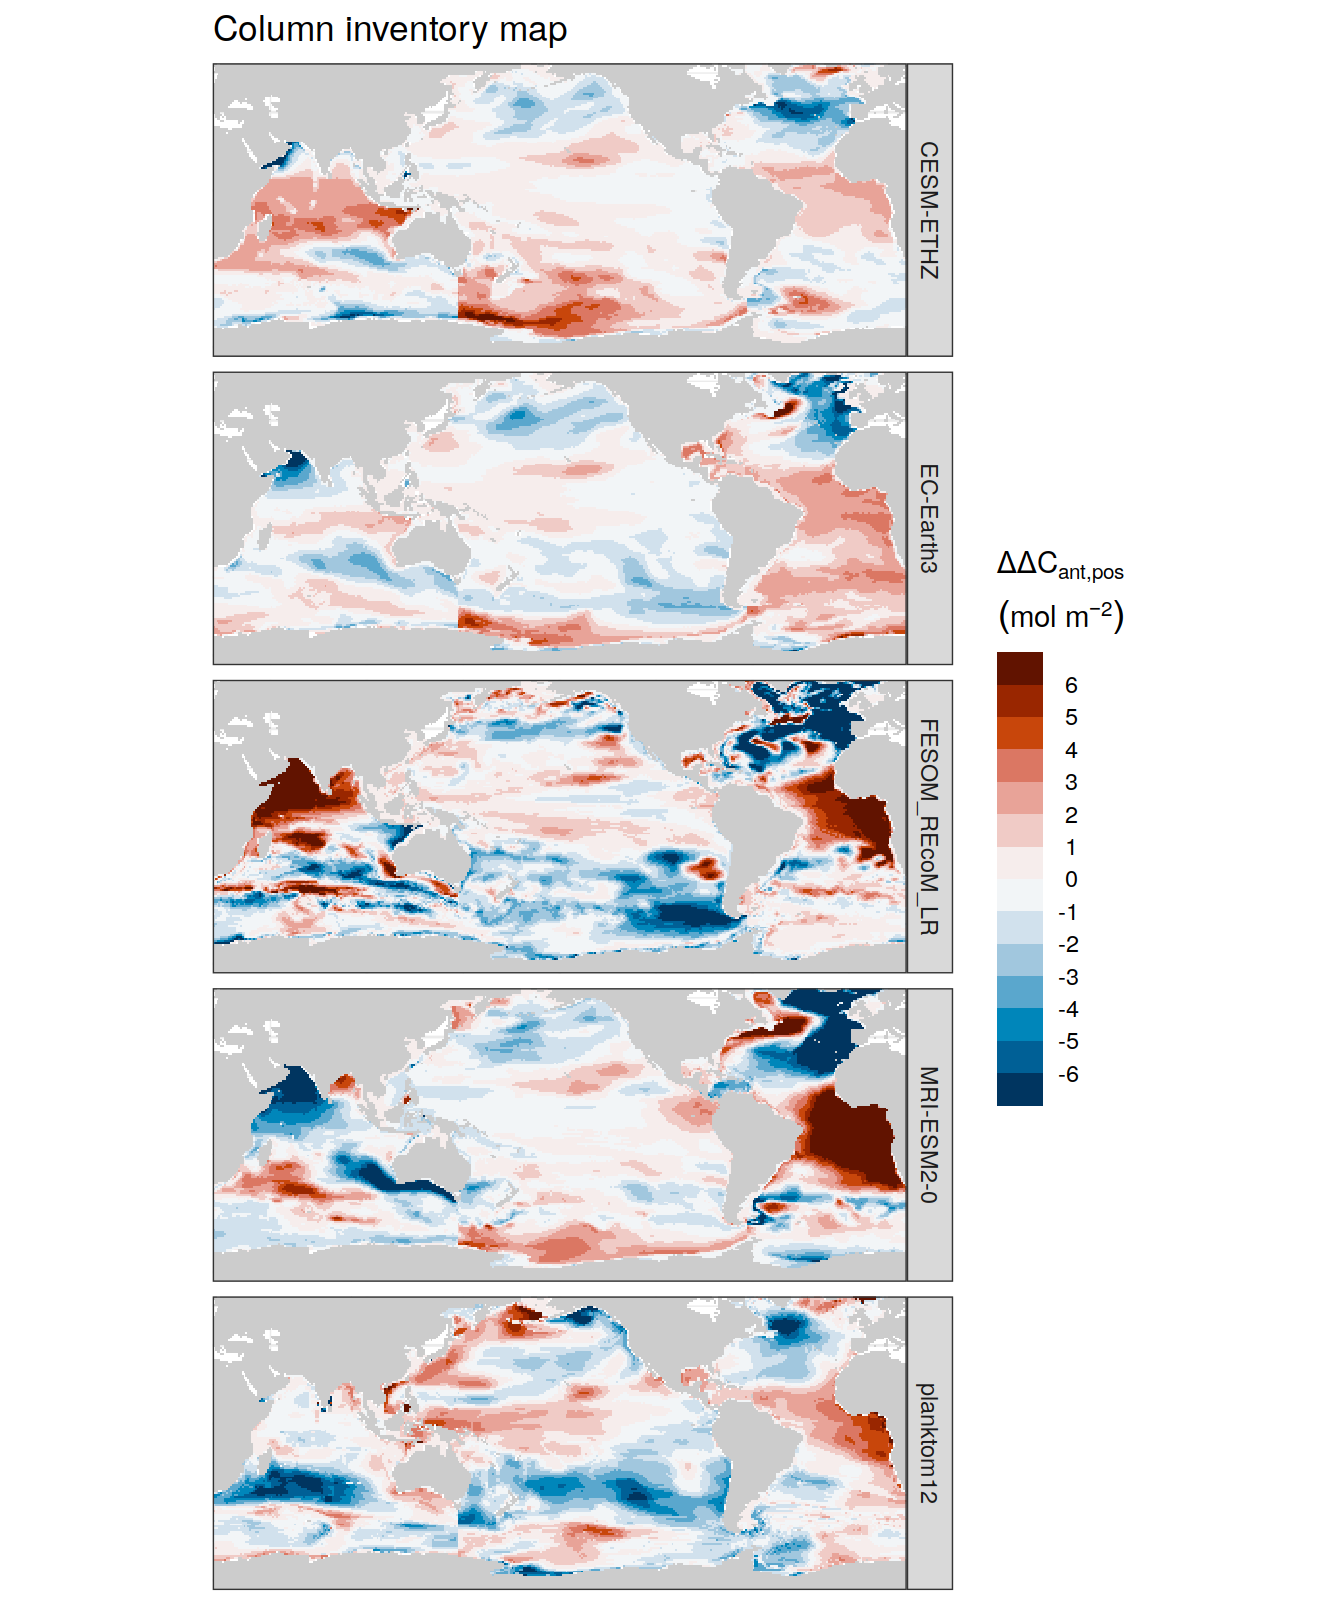 Column inventory map
CESM-ETHZ
EC-Earth3
FESOM_REcoM_LR
MRI-ESM2-0
planktom12
ΔΔCant,pos
(mol m−2)
6
5
4
3
2
1
0
-1
-2
-3
-4
-5
-6